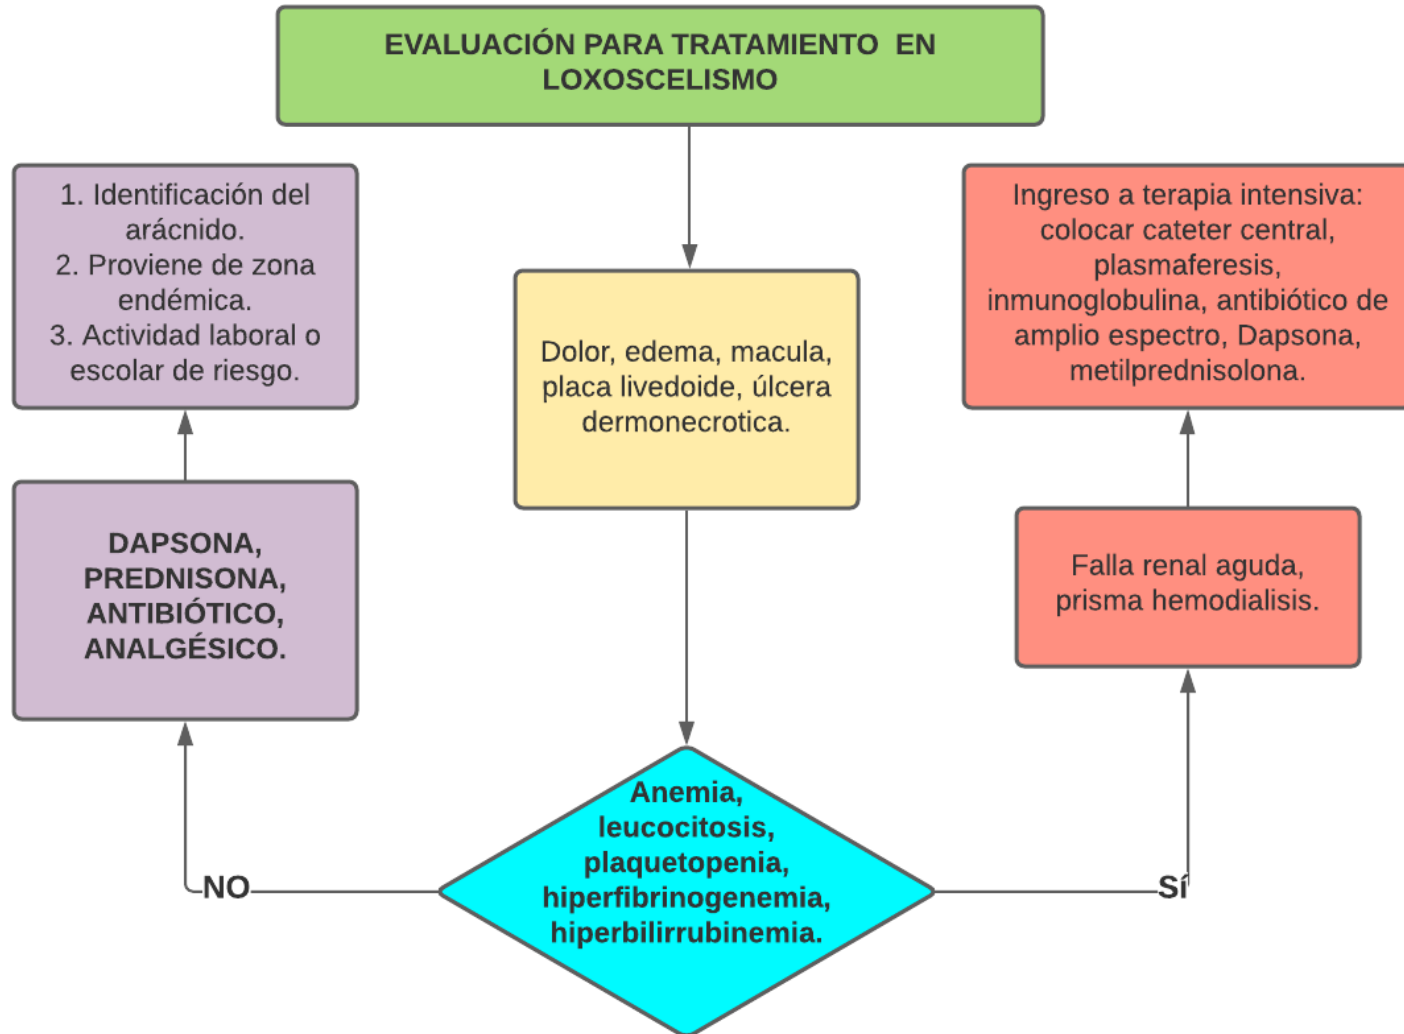 EVALUACIÓN PARA TRATAMIENTO  EN
LOXOSCELISMO
1. Identificación del
arácnido.
2. Proviene de zona
endémica.
3. Actividad laboral o
escolar de riesgo.
Ingreso a terapia intensiva:
colocar cateter central,
plasmaferesis,
inmunoglobulina, antibiótico de
amplio espectro, Dapsona,
metilprednisolona.
Dolor, edema, macula,
placa livedoide, úlcera
dermonecrotica.
DAPSONA,
PREDNISONA,
ANTIBIÓTICO,
ANALGÉSICO.
Falla renal aguda,
prisma hemodialisis.
Anemia,
leucocitosis,
plaquetopenia,
hiperfibrinogenemia,
hiperbilirrubinemia.
NO
Sí